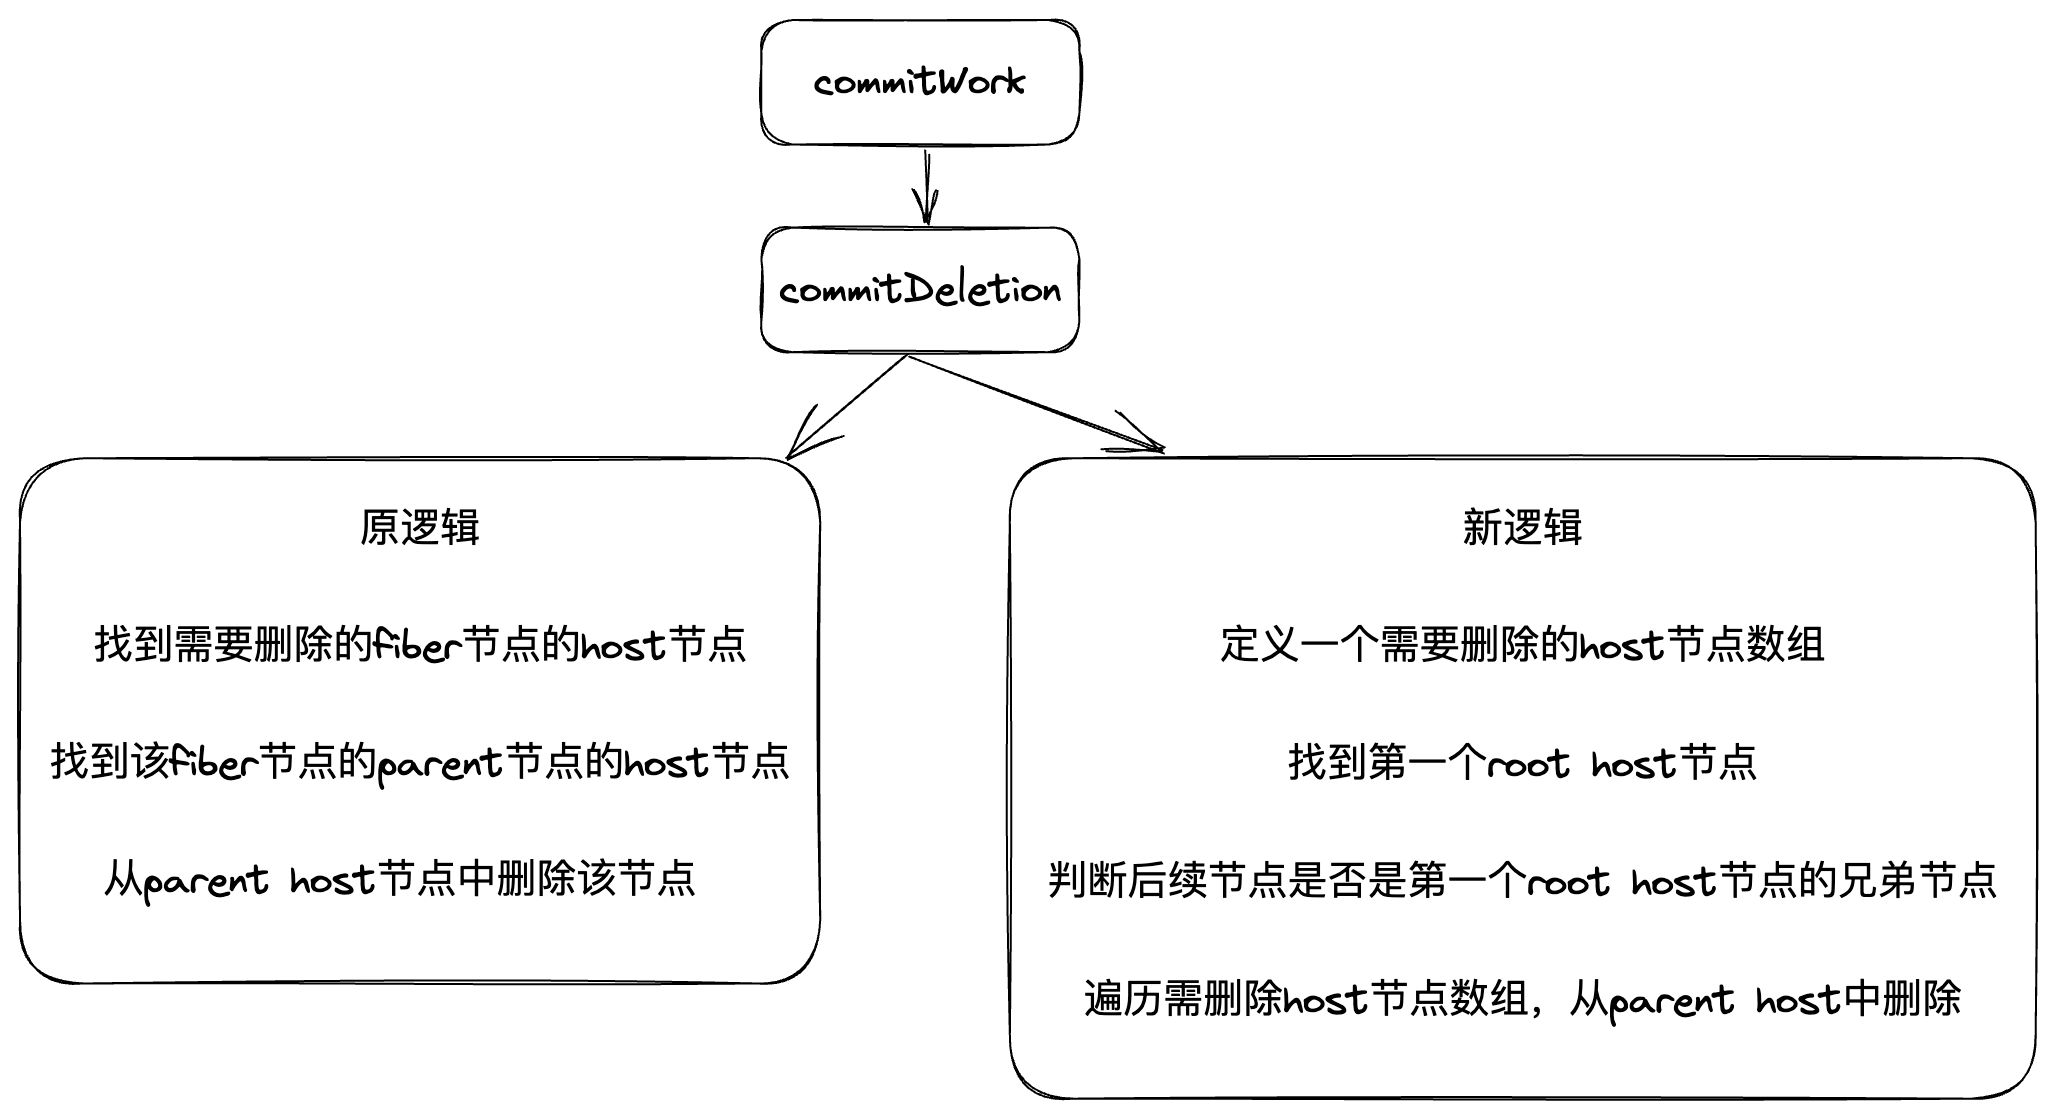 commitWork
commitDeletion
原逻辑
找到需要删除的fiber节点的host节点
找到该fiber节点的parent节点的host节点
从parent host节点中删除该节点
新逻辑
定义一个需要删除的host节点数组
找到第一个root host节点
判断后续节点是否是第一个root host节点的兄弟节点
遍历需删除host节点数组，从parent host中删除